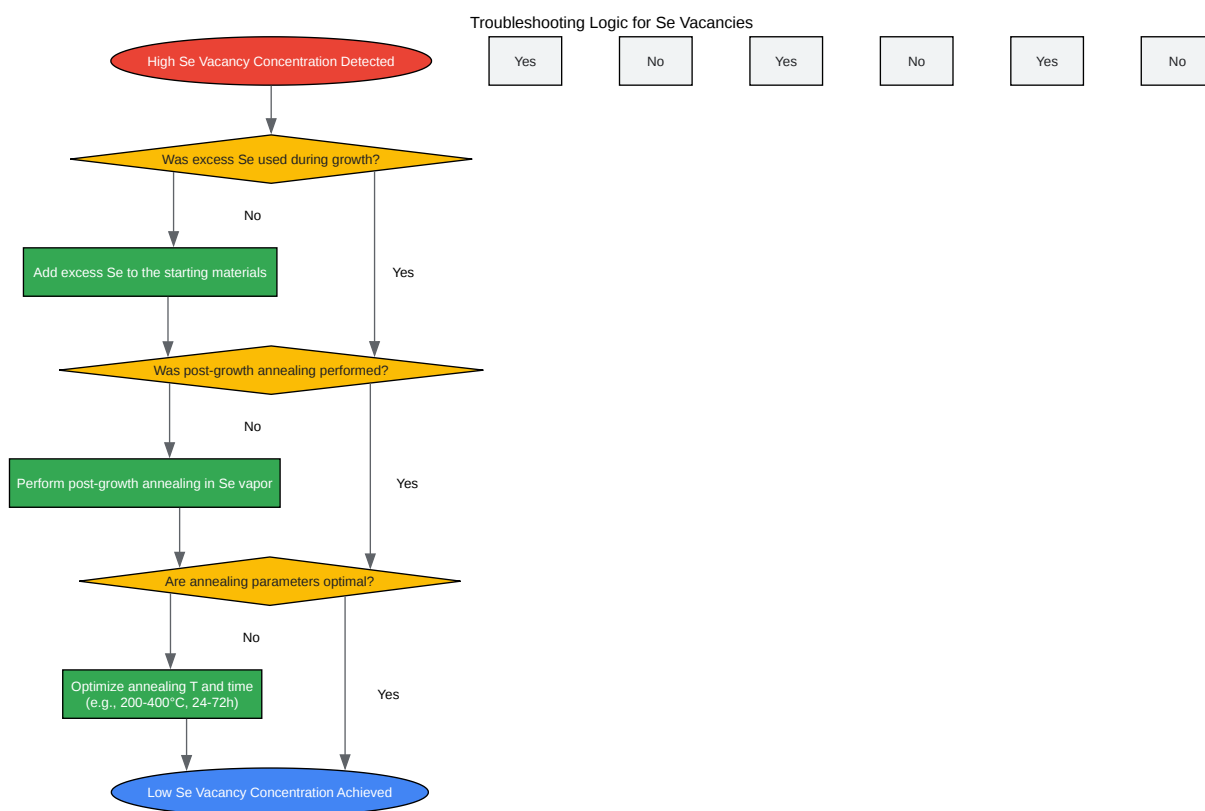 Troubleshooting Logic for Se Vacancies
High Se Vacancy Concentration Detected
Yes
No
Yes
No
Yes
No
Was excess Se used during growth?
No
Add excess Se to the starting materials
Yes
Was post-growth annealing performed?
No
Perform post-growth annealing in Se vapor
Yes
Are annealing parameters optimal?
No
Optimize annealing T and time
(e.g., 200-400°C, 24-72h)
Yes
Low Se Vacancy Concentration Achieved